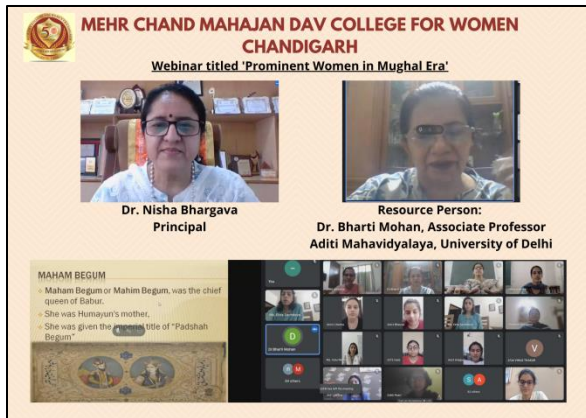 MEHR CHAND MAHAJAN DAV COLLEGE FOR WOMEN
CHANDIGARH
Webinar titled 'Prominent Women in Mughal Era'
Dr. Nisha Bhargava
Principal
Resource Person:
Dr. Bharti Mohan, Associate Professor
Aditi Mahavidyalaya, University of Delhi
MAHAM BEGUM
Maham Begum or Mahim Begum, was the chief
queen of Babur.
She was Humayun's mother,
She was given the imperial title of "Padshah
Begum"
D
Dr.Bharti Mohan
V
R M
S A